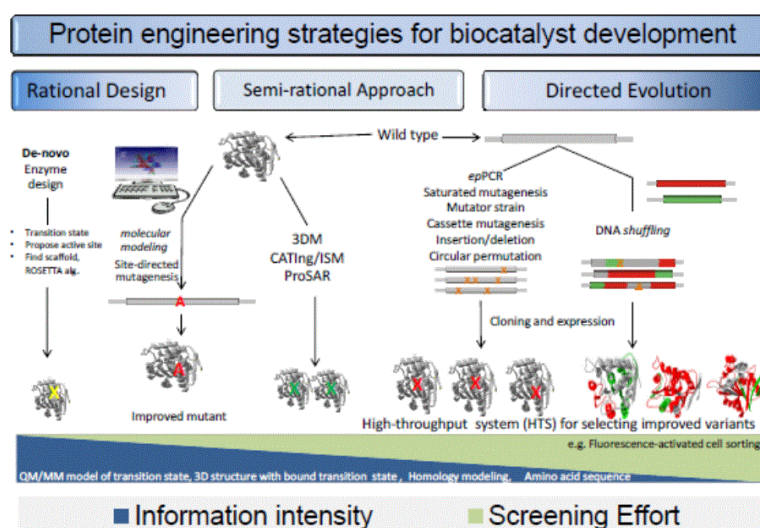 Protein engineering strategies for biocatalyst development
Rational Design
Semi-rational Approach
Directed Evolution
Wild type
De-novo
Enzyme
design
• Transition state
• Propose active site
• Find scaffold,
ROSETTA alg.
molecular
modeling
Site-directed
mutagenesis
A
A
Improved mutant
X
3DM
CATIng/ISM
ProSAR
X X
epPCR
Saturated mutagenesis
Mutator strain
Cassette mutagenesis
Insertion/deletion
Circular permutation
DNA shuffling
Cloning and expression
X X X
High-throughput system (HTS) for selecting improved variants
e.g. Fluorescence-activated cell sorting
QM/MM model of transition state, 3D structure with bound transition state, Homology modeling, Amino acid sequence
Information intensity
Screening Effort